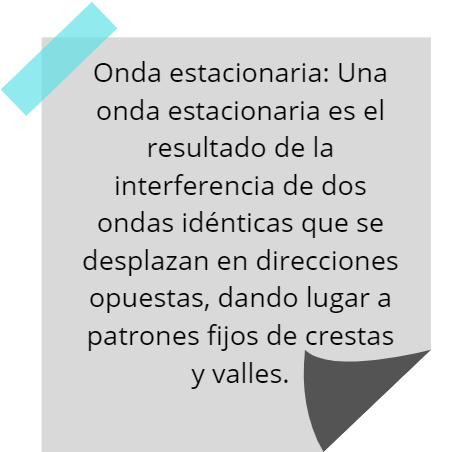 Onda estacionaria: Una
onda estacionaria es el
resultado de la
interferencia de dos
ondas idénticas que se
desplazan en direcciones
opuestas, dando lugar a
patrones fijos de crestas
y valles.